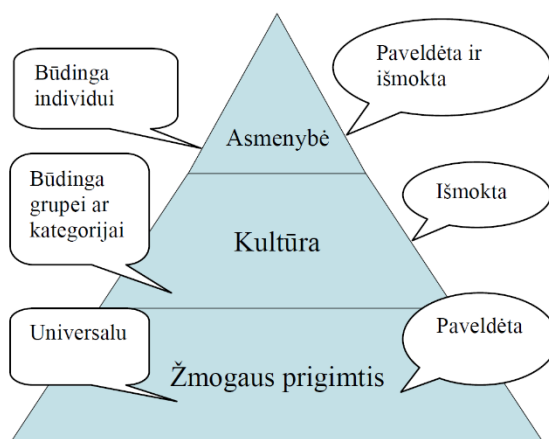 Būdinga
individui
Paveldėta ir
išmokta
Asmenybė
Būdinga
grupei ar
kategorijai
Išmokta
Kultūra
Universalu
Paveldėta
Žmogaus prigimtis